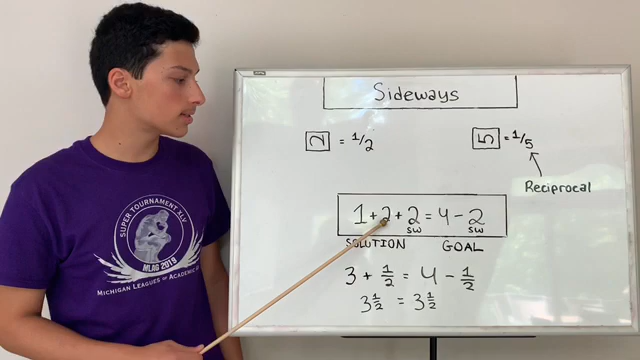 Sideways
2 = 1/2
5 = 1/5
Reciprocal
1 + 2 + 2 = 4 - 2
SW SW
SOLUTION GOAL
3 + 1/2 = 4 - 1/2
3 1/2 = 3 1/2
SUPER TOURNAMENT XLV
MLAG 2019
MICHIGAN LEAGUES OF ACADEMIC